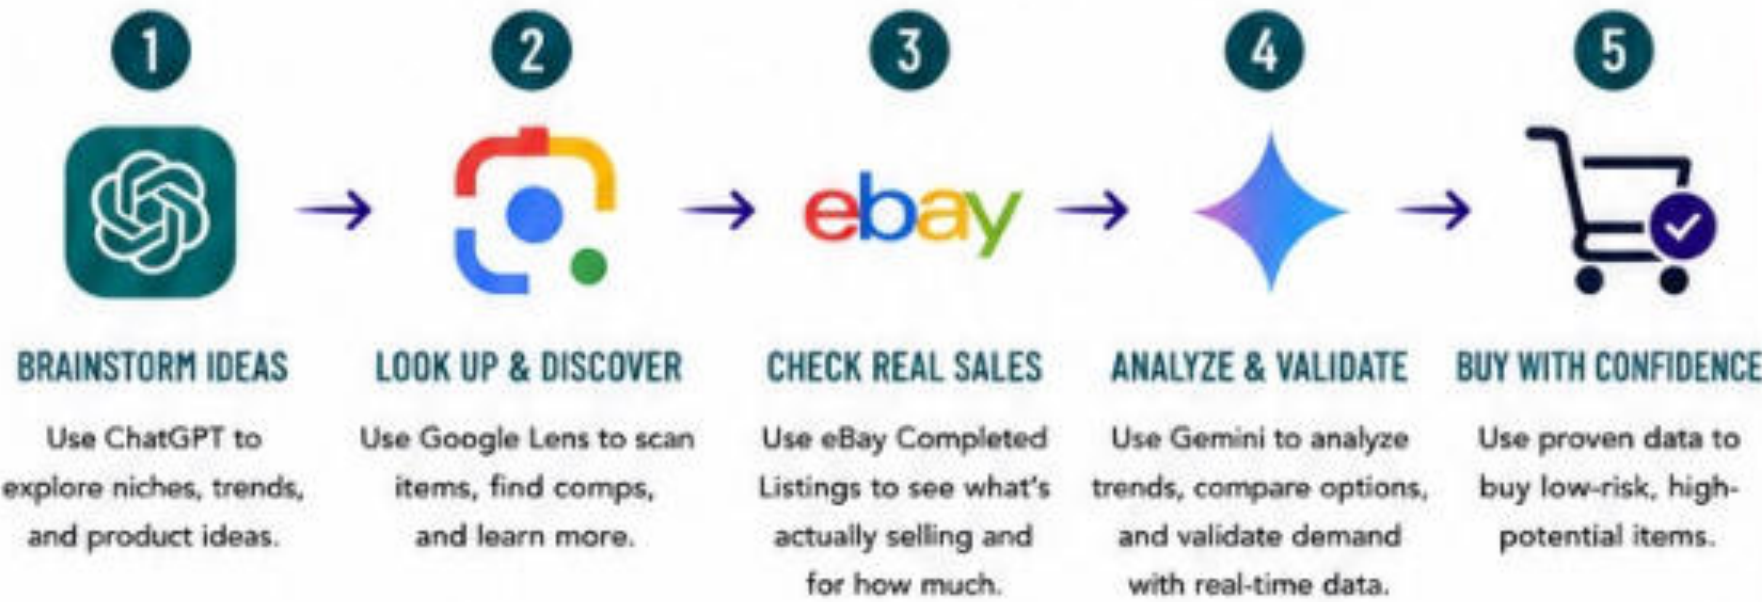 1
2
3
4
5
ebay
BRAINSTORM IDEAS
Use ChatGPT to
explore niches, trends,
and product ideas.
LOOK UP & DISCOVER
Use Google Lens to scan
items, find comps,
and learn more.
CHECK REAL SALES
Use eBay Completed
Listings to see what's
actually selling and
for how much.
ANALYZE & VALIDATE
Use Gemini to analyze
trends, compare options,
and validate demand
with real-time data.
BUY WITH CONFIDENCE
Use proven data to
buy low-risk, high-
potential items.